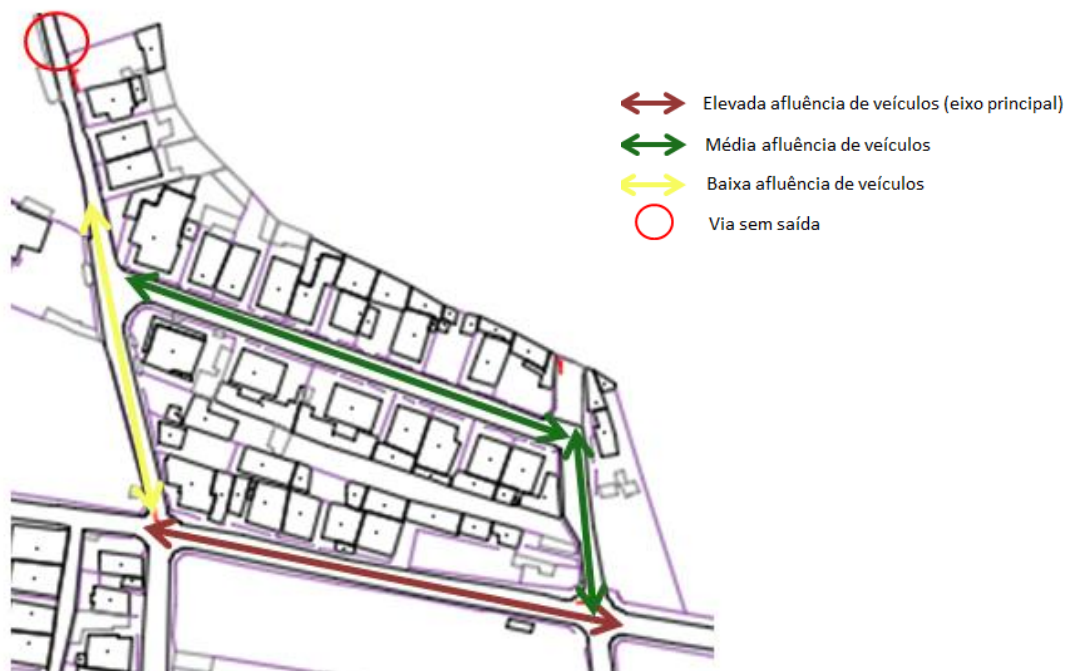 Elevada afluência de veículos (eixo principal)
Média afluência de veículos
Baixa afluência de veículos
Via sem saída